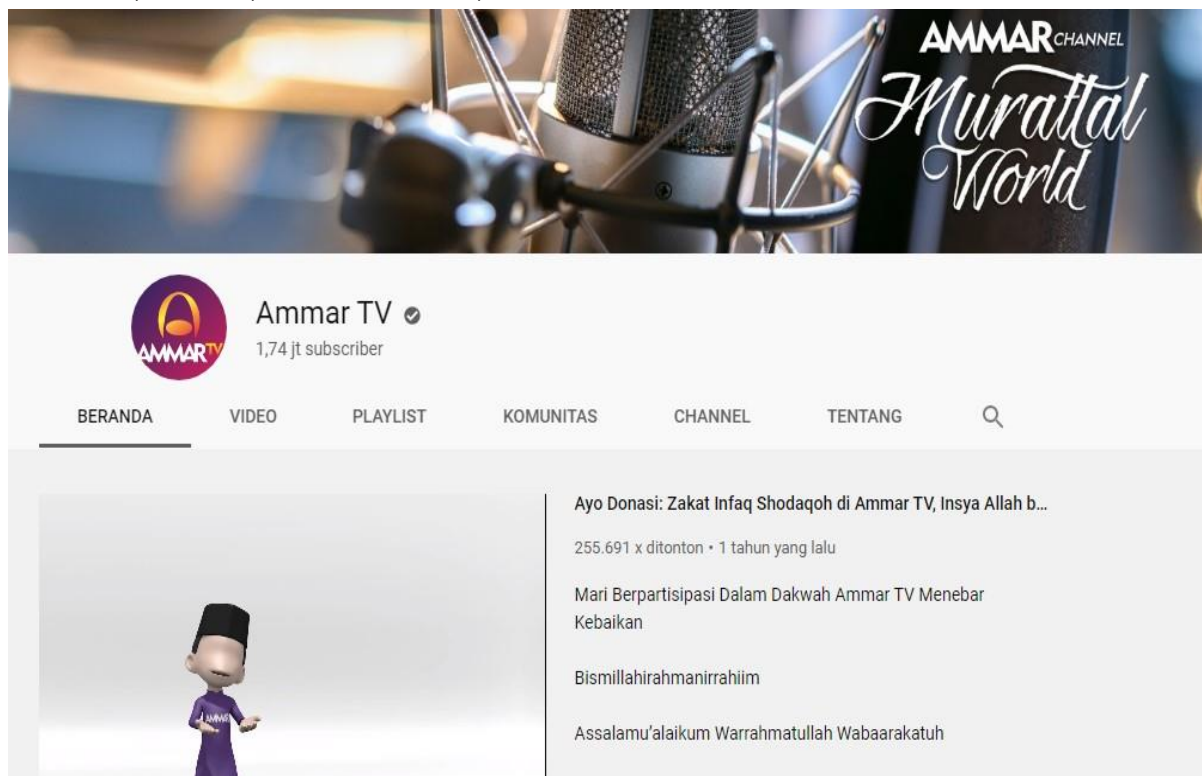 AMMAR CHANNEL
Murattal
World
AMMARTV
Ammar TV
1,74 jt subscriber
BERANDA VIDEO PLAYLIST KOMUNITAS CHANNEL TENTANG
Ayo Donasi: Zakat Infaq Shodaqoh di Ammar TV, Insya Allah b...
255.691 x ditonton • 1 tahun yang lalu
Mari Berpartisipasi Dalam Dakwah Ammar TV Menebar
Kebaikan
Bismillahirahmanirrahiim
AMMAR
Assalamu'alaikum Warrahmatullah Wabaarakatuh